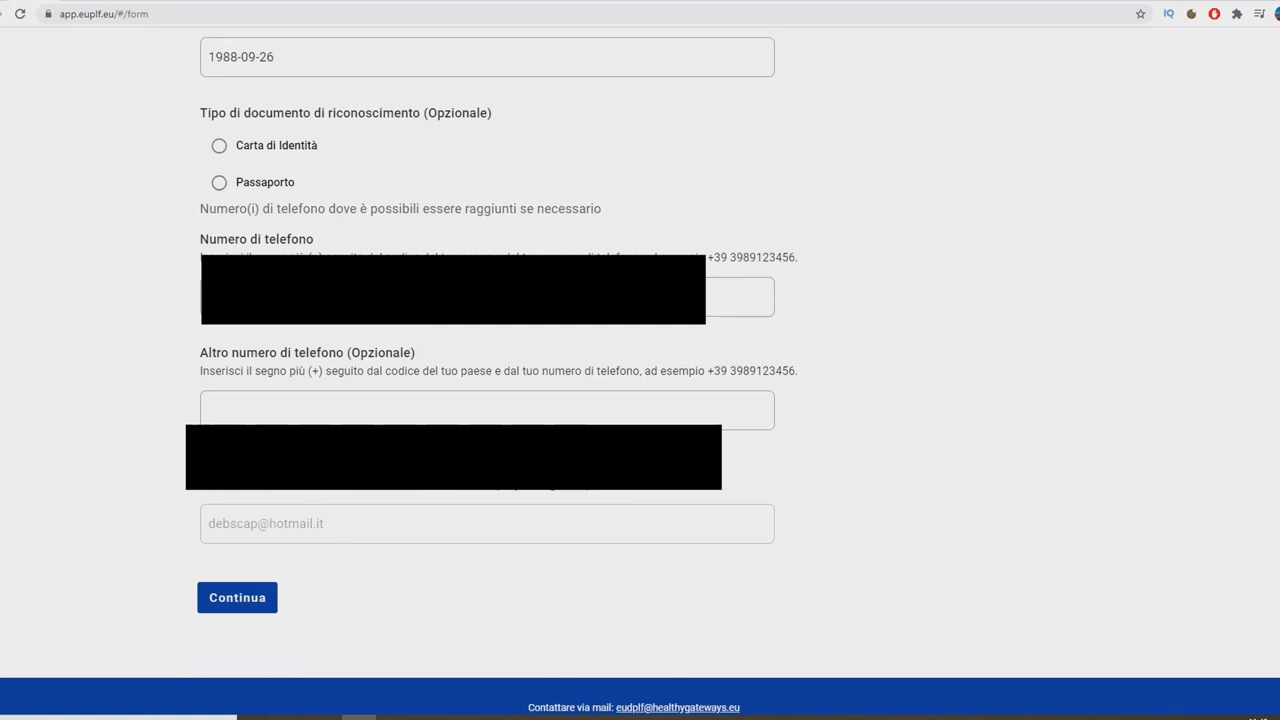 app.euplf.eu/#/form
1988-09-26
Tipo di documento di riconoscimento (Opzionale)
Carta di Identità
Passaporto
Numero(i) di telefono dove è possibili essere raggiunti se necessario
Numero di telefono
+39 3989123456.
Altro numero di telefono (Opzionale)
Inserisci il segno più (+) seguito dal codice del tuo paese e dal tuo numero di telefono, ad esempio +39 3989123456.
debscap@hotmail.it
Continua
Contattare via mail: eudplf@healthygateways.eu